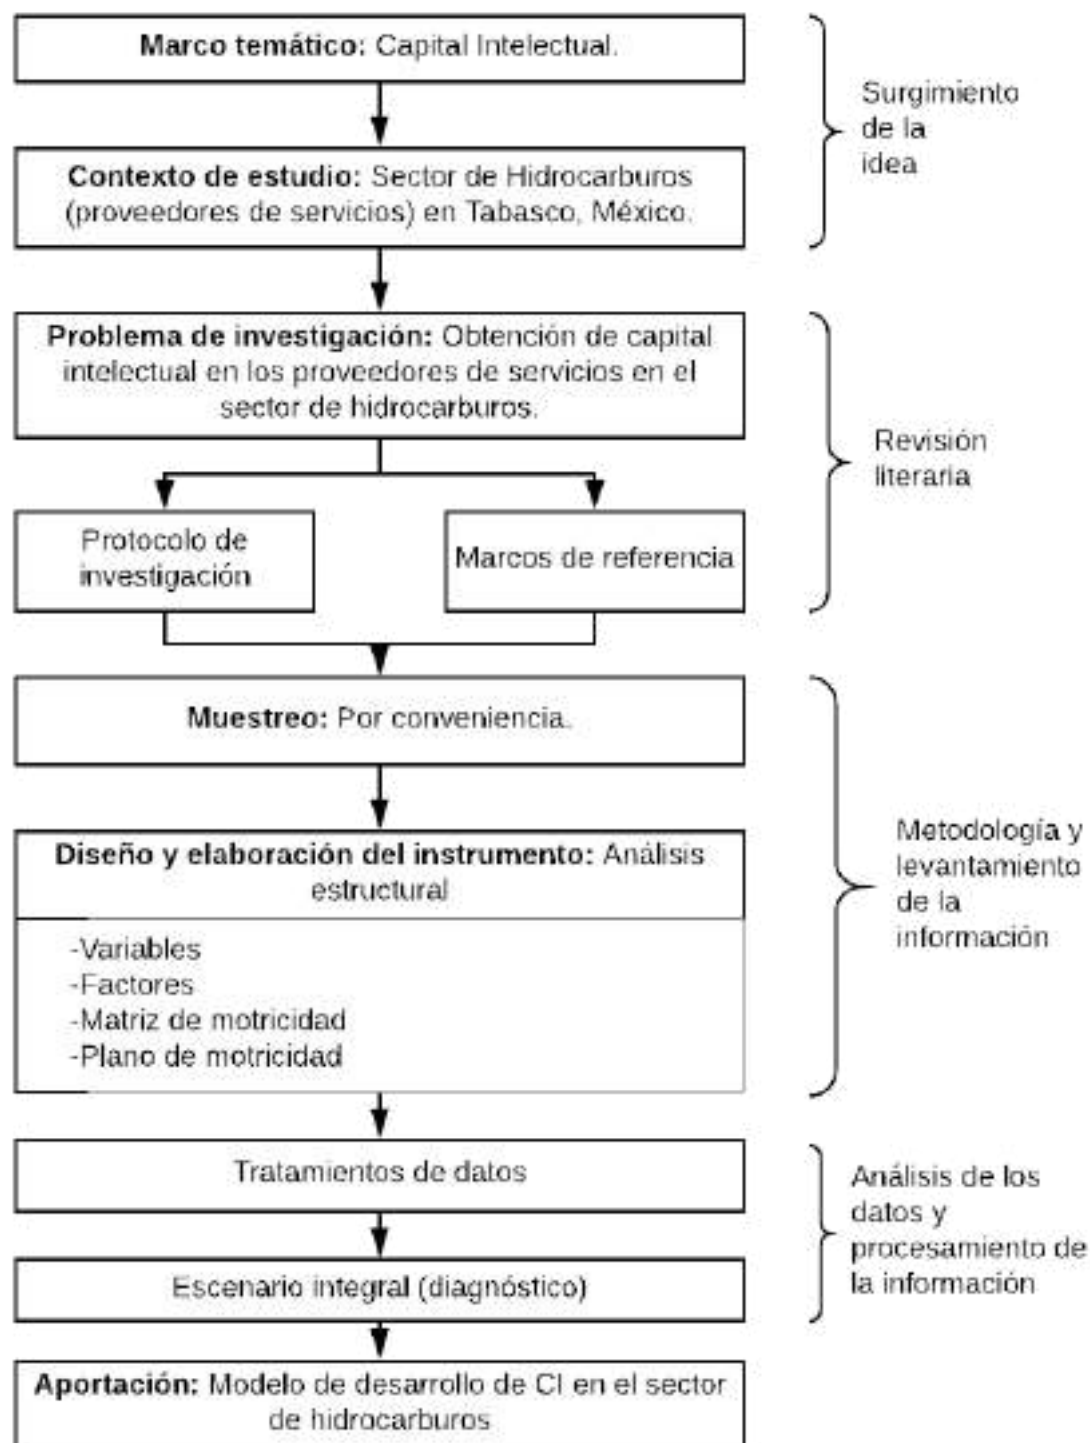 Marco temático: Capital Intelectual.
Surgimiento
de la
idea
Contexto de estudio: Sector de Hidrocarburos
(proveedores de servicios) en Tabasco, México.
Problema de investigación: Obtención de capital
intelectual en los proveedores de servicios en el
sector de hidrocarburos.
Revisión
literaria
Protocolo de
investigación
Marcos de referencia
Muestreo: Por conveniencia.
Diseño y elaboración del instrumento: Análisis
estructural
-Variables
-Factores
-Matriz de motricidad
-Plano de motricidad
Metodología y
levantamiento
de la
información
Tratamientos de datos
Escenario integral (diagnóstico)
Análisis de los
datos y
procesamiento de
la información
Aportación: Modelo de desarrollo de CI en el sector
de hidrocarburos